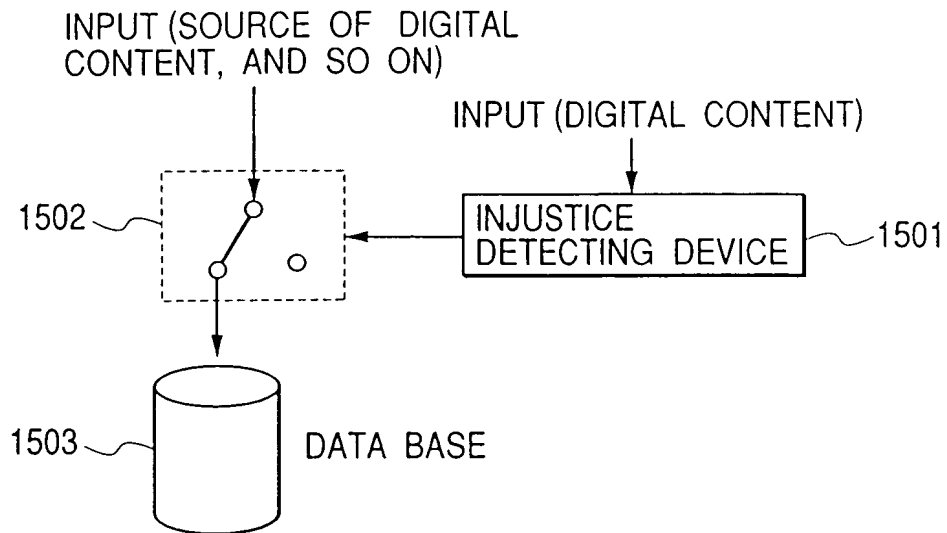 INPUT (SOURCE OF DIGITAL
CONTENT, AND SO ON)
INPUT (DIGITAL CONTENT)
1502
INJUSTICE
DETECTING DEVICE
1501
1503
DATA BASE